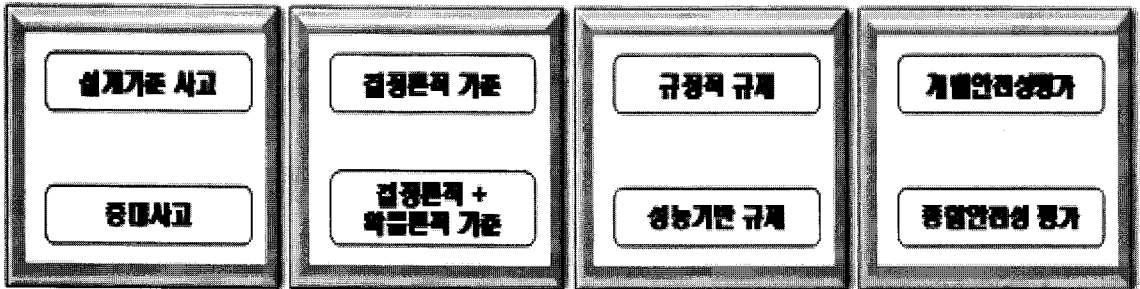 설계기준 사고
중대사고
결정론적 기준
결정론적 +
확률론적 기준
규정적 규제
성능기반 규제
개별안전성평가
종합안전성 평가